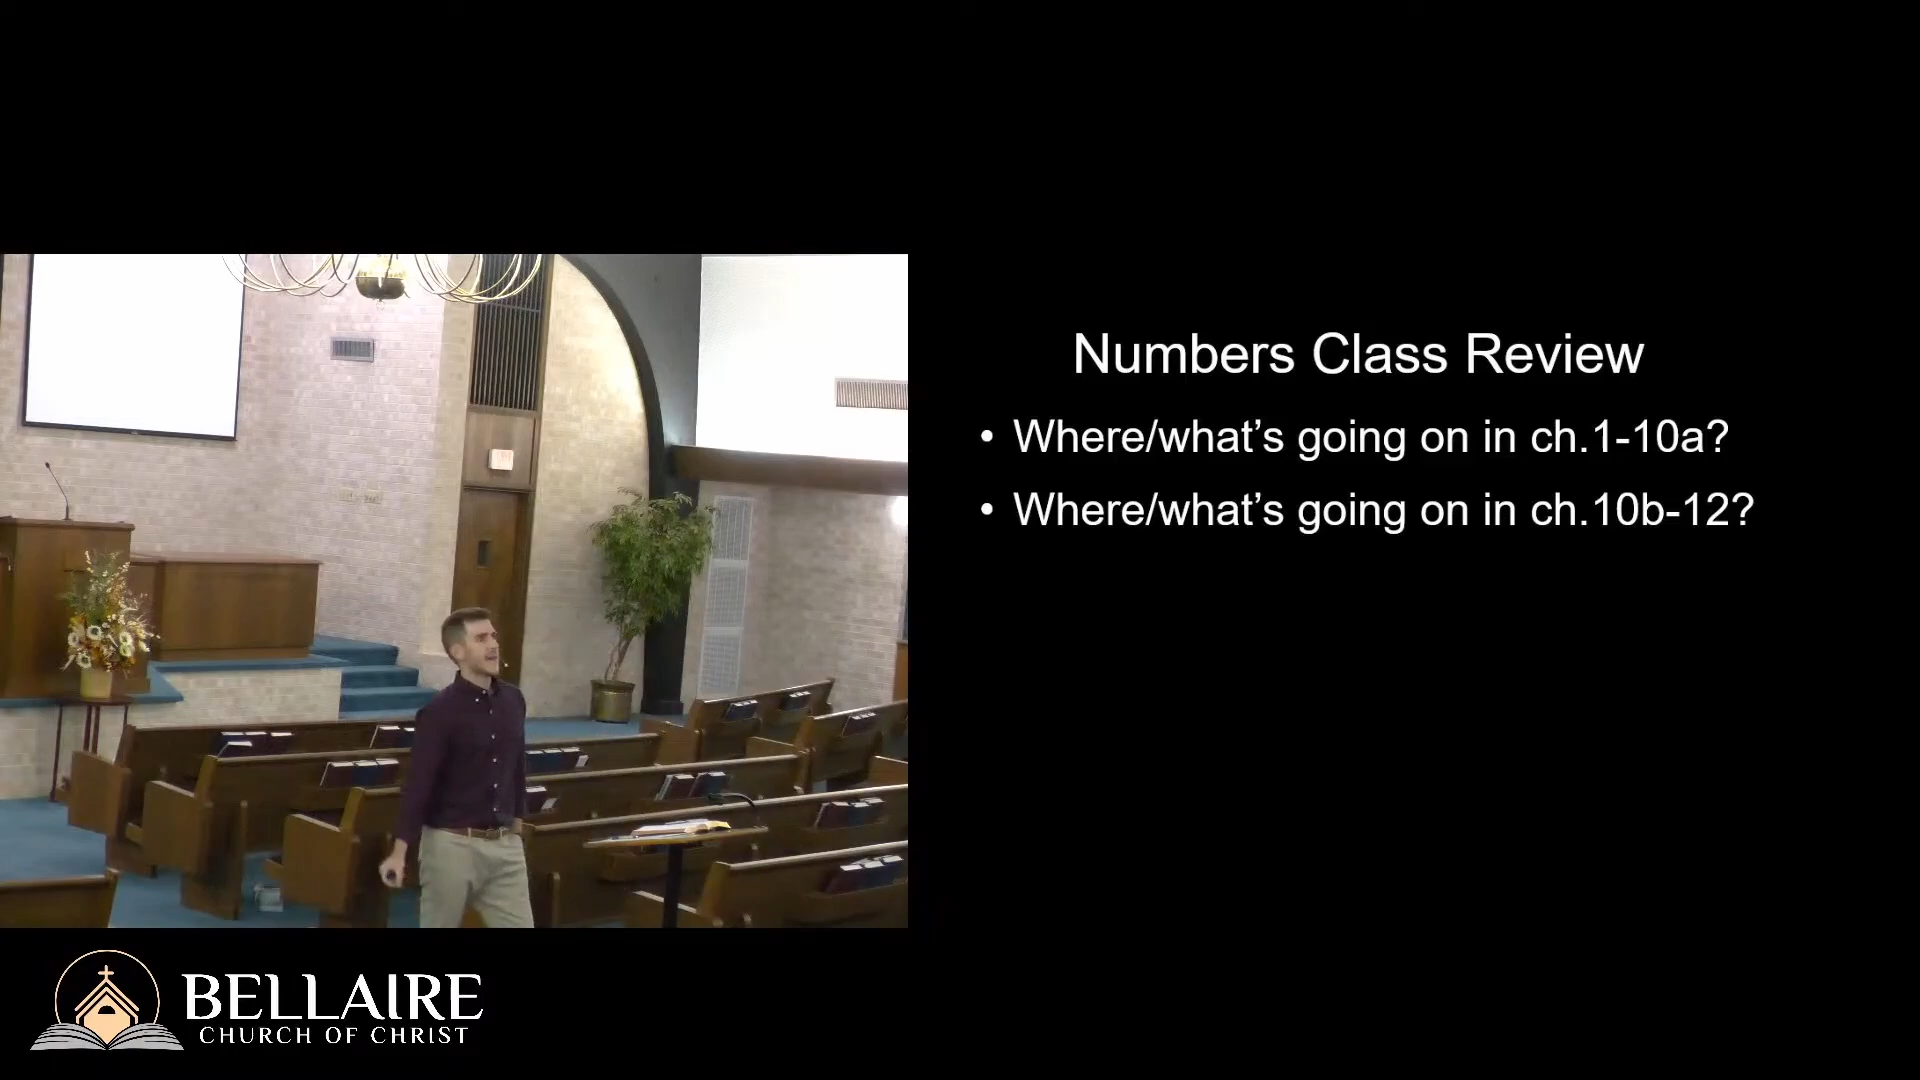 Numbers Class Review
• Where/what’s going on in ch.1-10a?
• Where/what’s going on in ch.10b-12?
BELLAIRE
CHURCH OF CHRIST